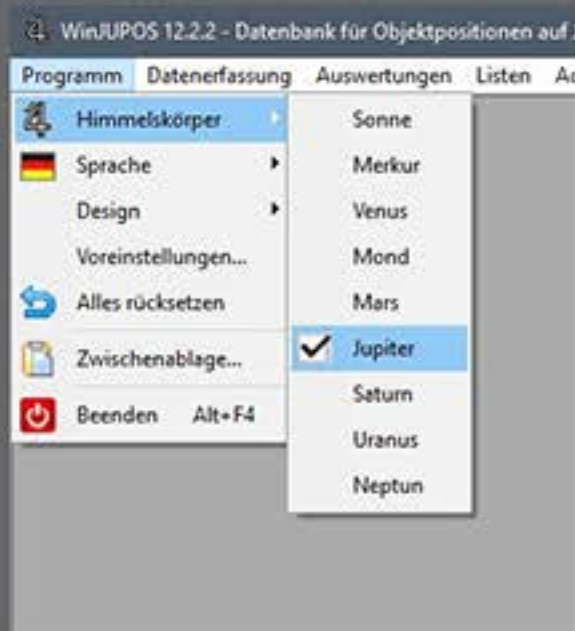 WinJUPOS 12.2.2 - Datenbank für Objektpositionen auf
Programm Datenerfassung Auswertungen Listen
Himmelskörper
Sprache
Design
Voreinstellungen...
Alles rücksetzen
Zwischenablage...
Beenden Alt+F4
Sonne
Merkur
Venus
Mond
Mars
Jupiter
Saturn
Uranus
Neptun